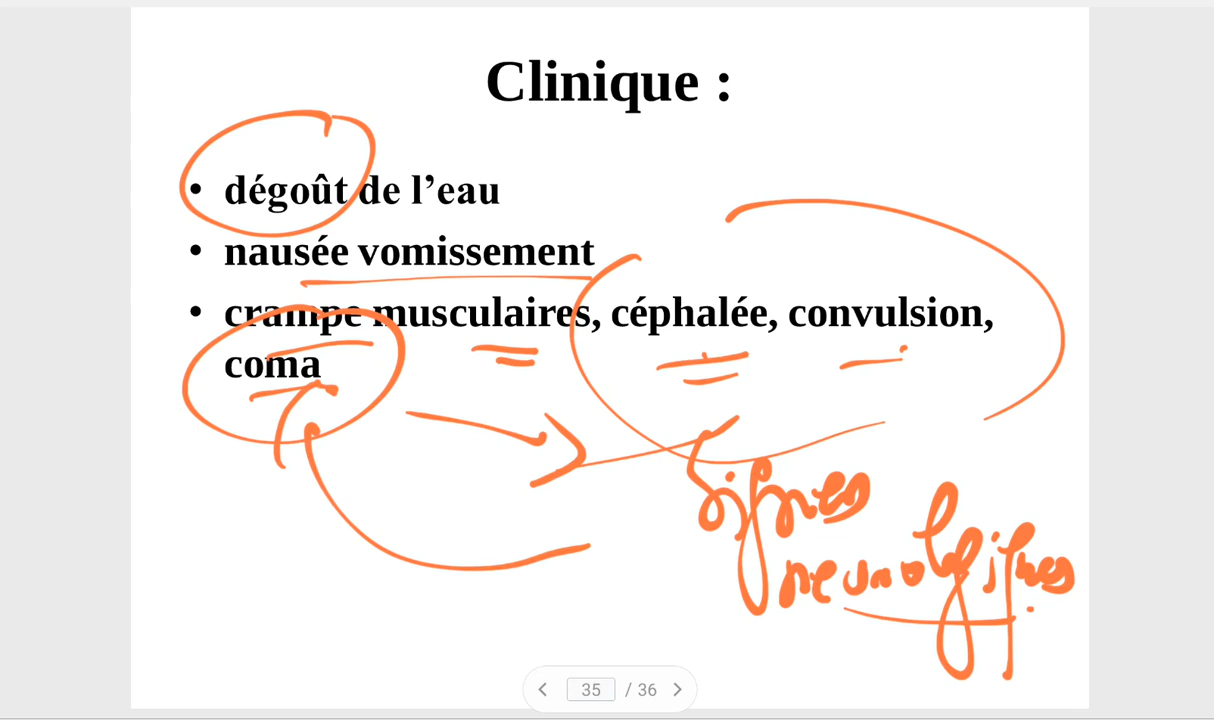 Clinique :
• dégoût de l’eau
• nausée vomissement
• crampe musculaires, céphalée, convulsion,
coma
signes
neurologiques
35 / 36